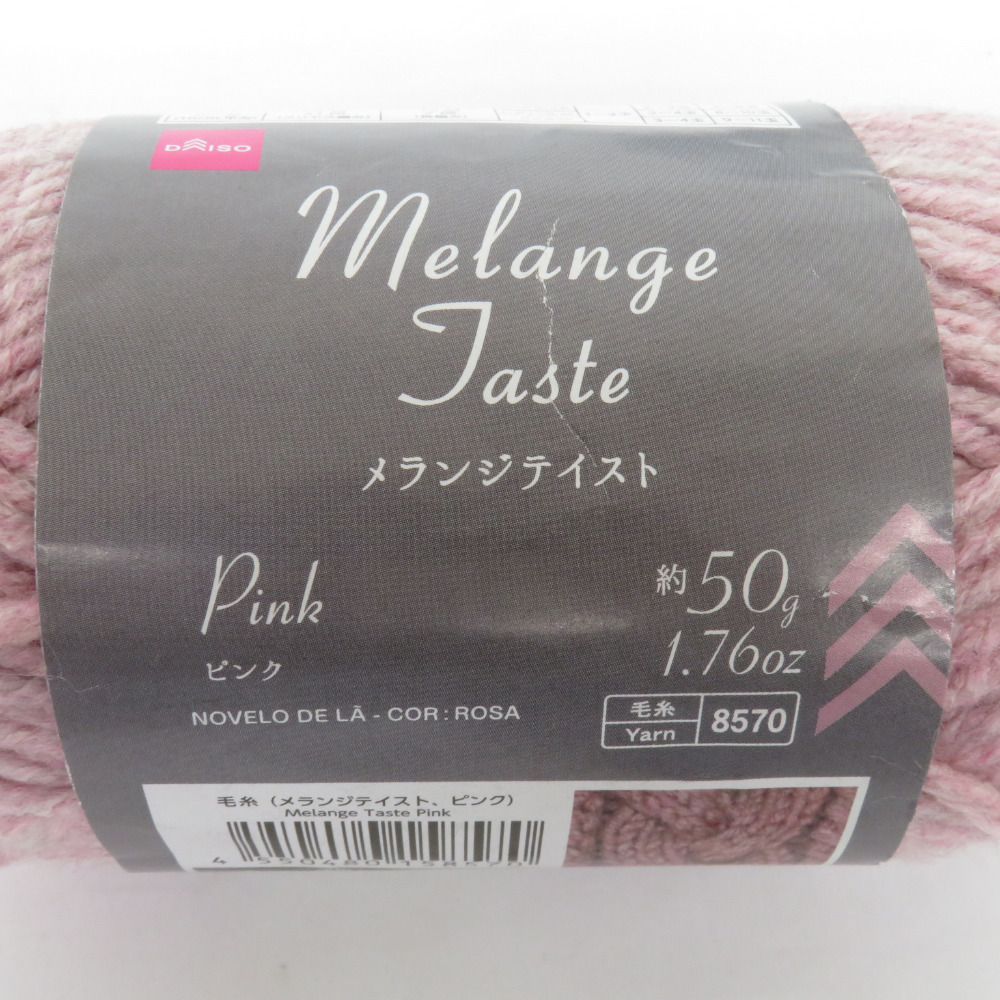 DAISO
Melange
Taste
メランジテイスト
Pink
ピンク
約50g
1.76oz
NOVELO DE LÃ - COR : ROSA
毛糸
Yarn
8570
毛糸（メランジテイスト、ピンク）
Melange Taste Pink